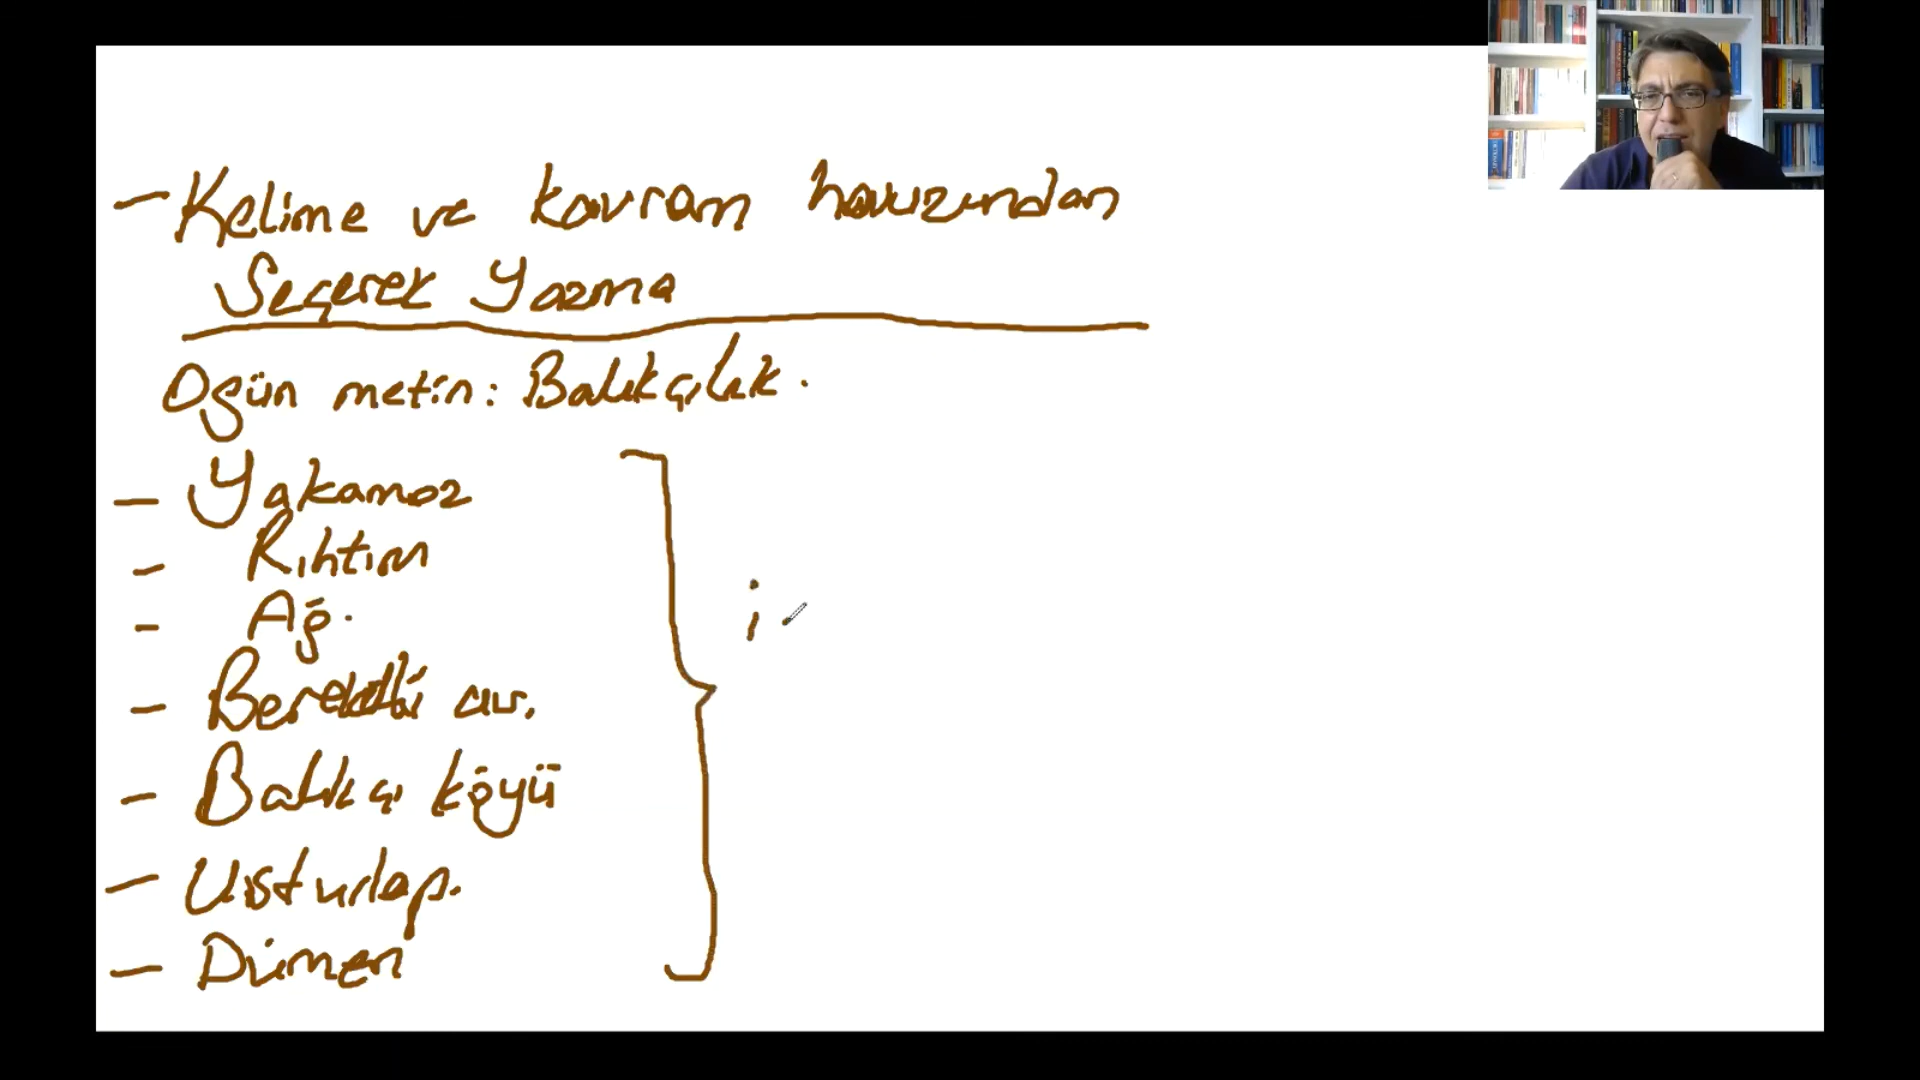 - Kelime ve kavram havuzundan
Seçerek Yazma
Ogün metin: Balıkçılık.
- Yakamoz
- Rıhtım
- Ağ.
- Bereketli av.
- Balıkçı köyü
- Usturlap.
- Dümen
i